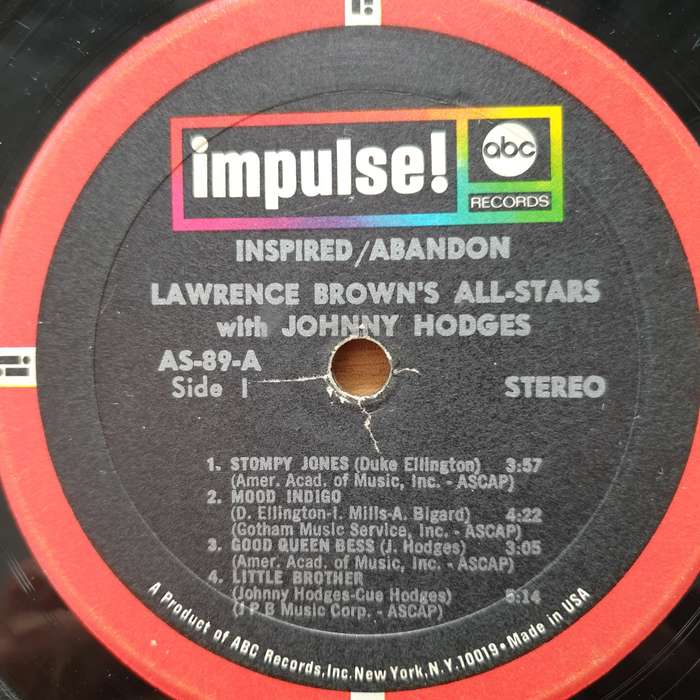 impulse!
abc
RECORDS
INSPIRED/ABANDON
LAWRENCE BROWN'S ALL-STARS
with JOHNNY HODGES
AS-89-A
Side 1
STEREO
1. STOMPY JONES (Duke Ellington) 3:57
(Amer. Acad. of Music, Inc. - ASCAP)
2. MOOD INDIGO
(D. Ellington-I. Mills-A. Bigard) 4:22
(Gotham Music Service, Inc. - ASCAP)
3. GOOD QUEEN BESS (J. Hodges) 3:05
(Amer. Acad. of Music, Inc. - ASCAP)
4. LITTLE BROTHER
(Johnny Hodges-Cue Hodges) 5:14
(J P B Music Corp. - ASCAP)
A Product of ABC Records, Inc. New York, N.Y. 10019 • Made in USA